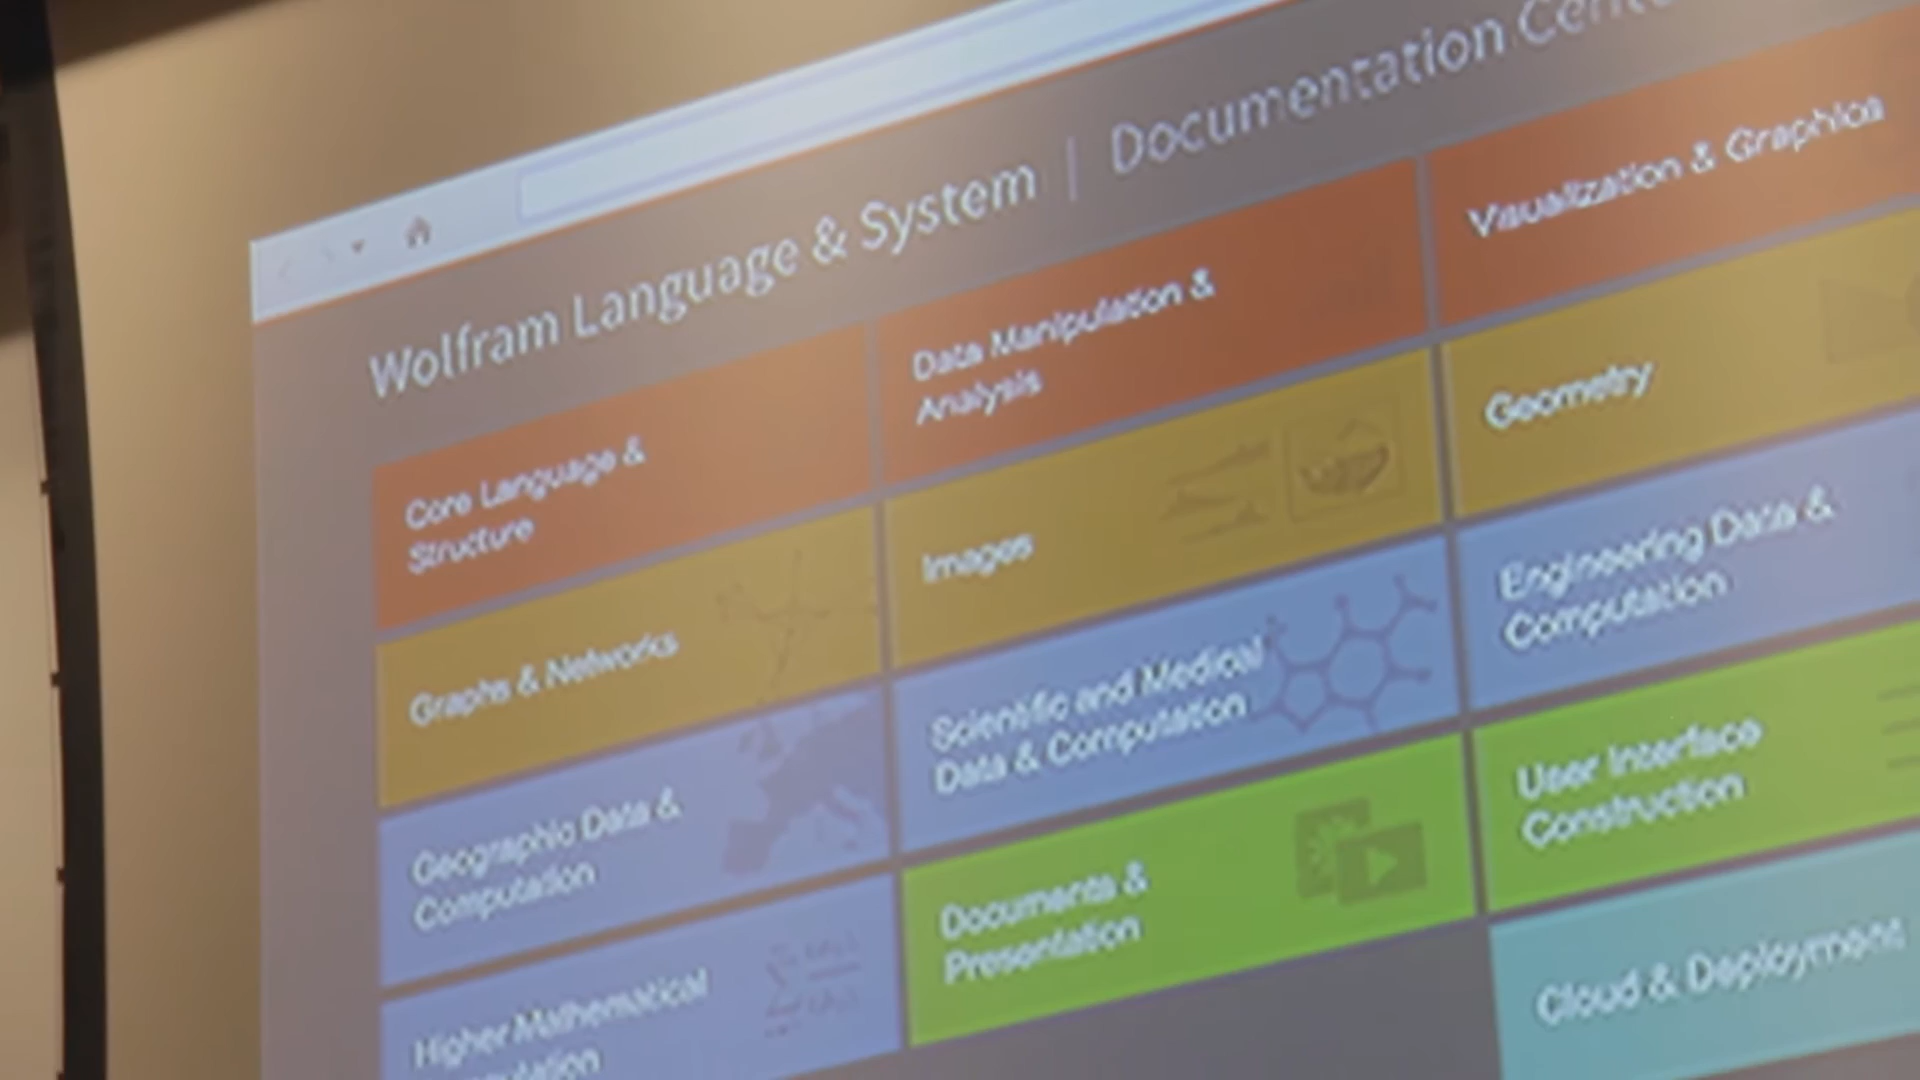 Wolfram Language & System | Documentation
Core Language &
Structure
Data Manipulation &
Analysis
Visualization & Graphics
Graphs & Networks
Images
Geometry
Geographic Data &
Computation
Scientific and Medical
Data & Computation
Engineering Data &
Computation
Higher Mathematical
Documents &
Presentation
User Interface
Construction
Cloud & Deployment